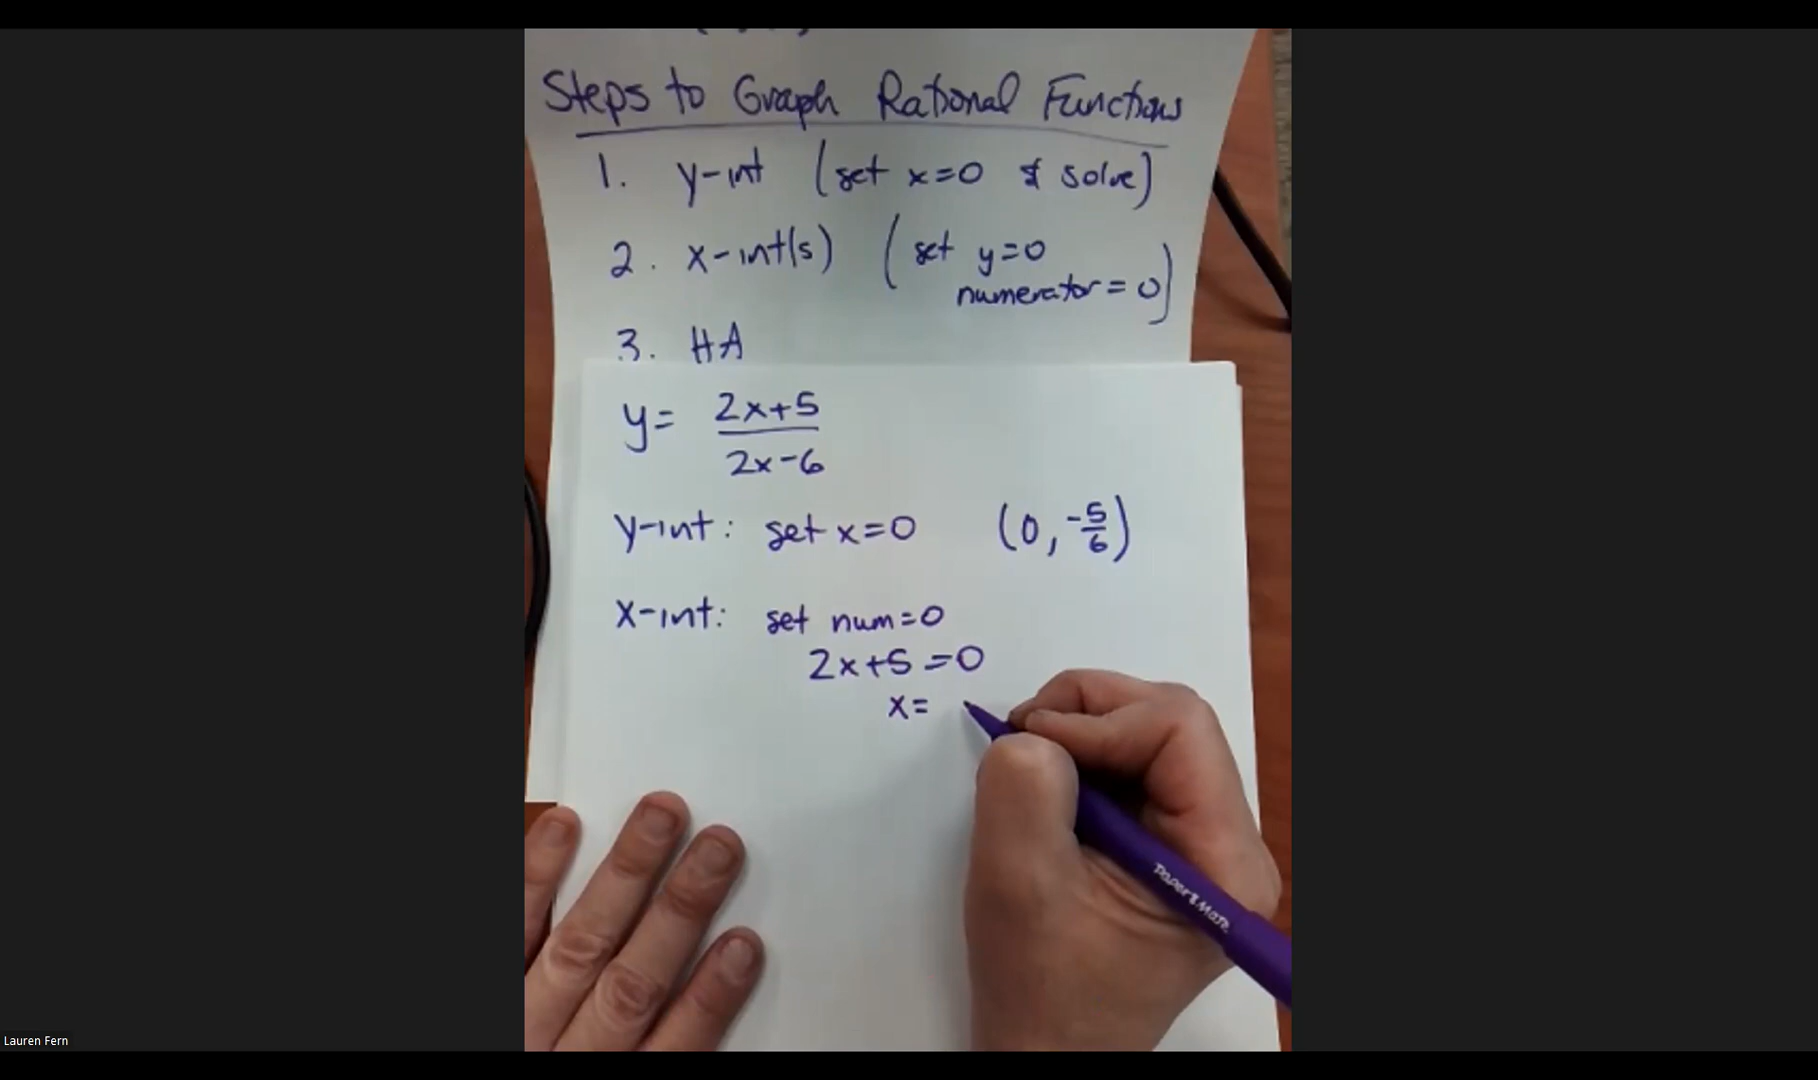 Steps to Graph Rational Functions
1. y-int (set x=0 & solve)
2. x-int(s) (set y=0
numerator = 0)
3. HA
y= 2x+5
2x-6
y-int: set x=0 (0, -5/6)
x-int: set num=0
2x+5=0
x=
PAPER MATE
Lauren Fern